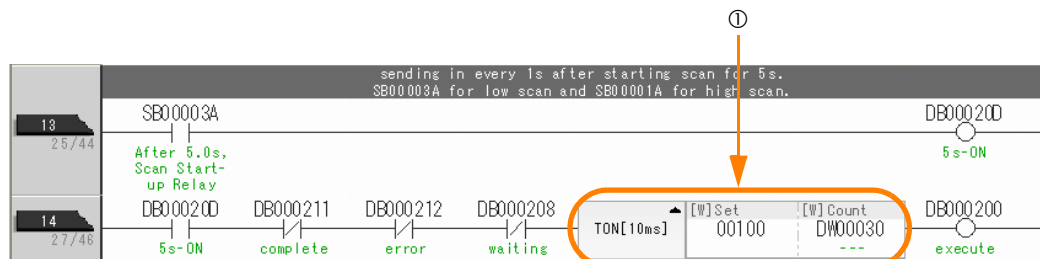 ①
sending in every 1s after starting scan for 5s.
SB00003A for low scan and SB00001A for high scan.
13
25/44
SB00003A
After 5.0s,
Scan Start-
up Relay
DB00020D
5s-ON
14
27/46
DB00020D
5s-ON
DB000211
complete
DB000212
error
DB000208
waiting
TON[10ms]
[W]Set
00100
[W]Count
DW00030
---
DB000200
execute